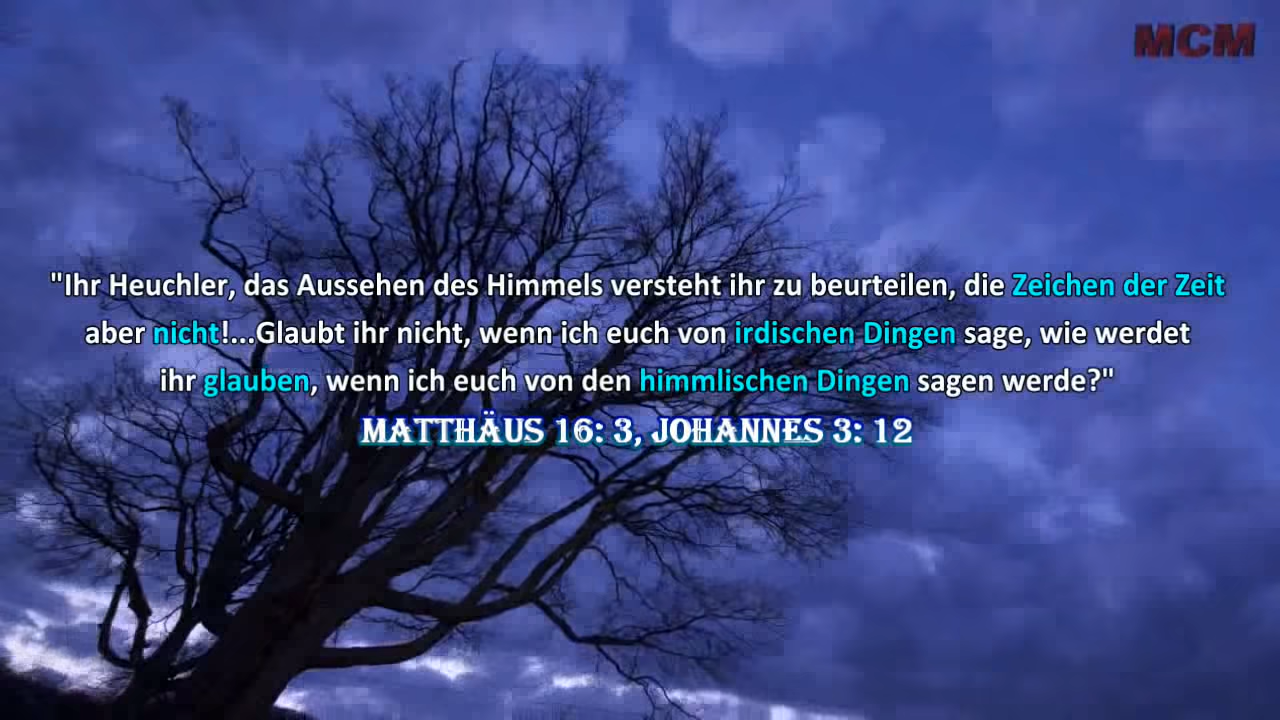 MCM
"Ihr Heuchler, das Aussehen des Himmels versteht ihr zu beurteilen, die Zeichen der Zeit
aber nicht!...Glaubt ihr nicht, wenn ich euch von irdischen Dingen sage, wie werdet
ihr glauben, wenn ich euch von den himmlischen Dingen sagen werde?"
MATTHÄUS 16: 3, JOHANNES 3: 12